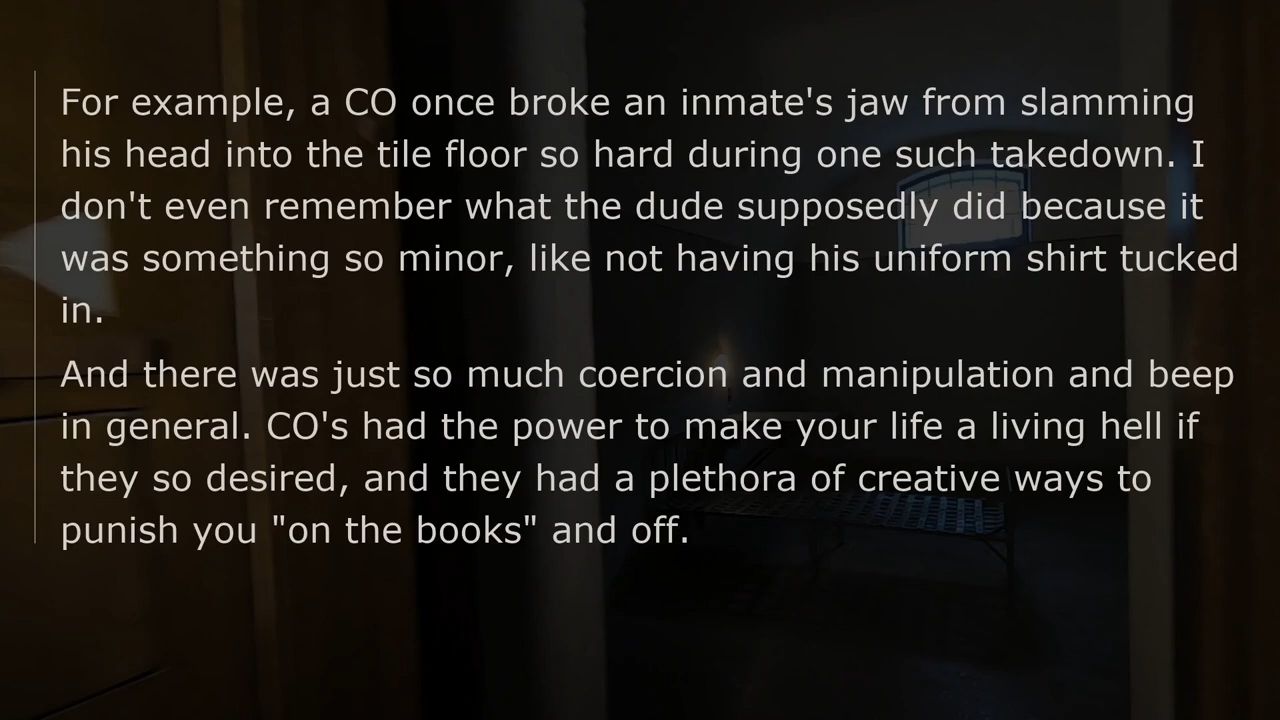 For example, a CO once broke an inmate's jaw from slamming
his head into the tile floor so hard during one such takedown. I
don't even remember what the dude supposedly did because it
was something so minor, like not having his uniform shirt tucked
in.
And there was just so much coercion and manipulation and beep
in general. CO's had the power to make your life a living hell if
they so desired, and they had a plethora of creative ways to
punish you "on the books" and off.